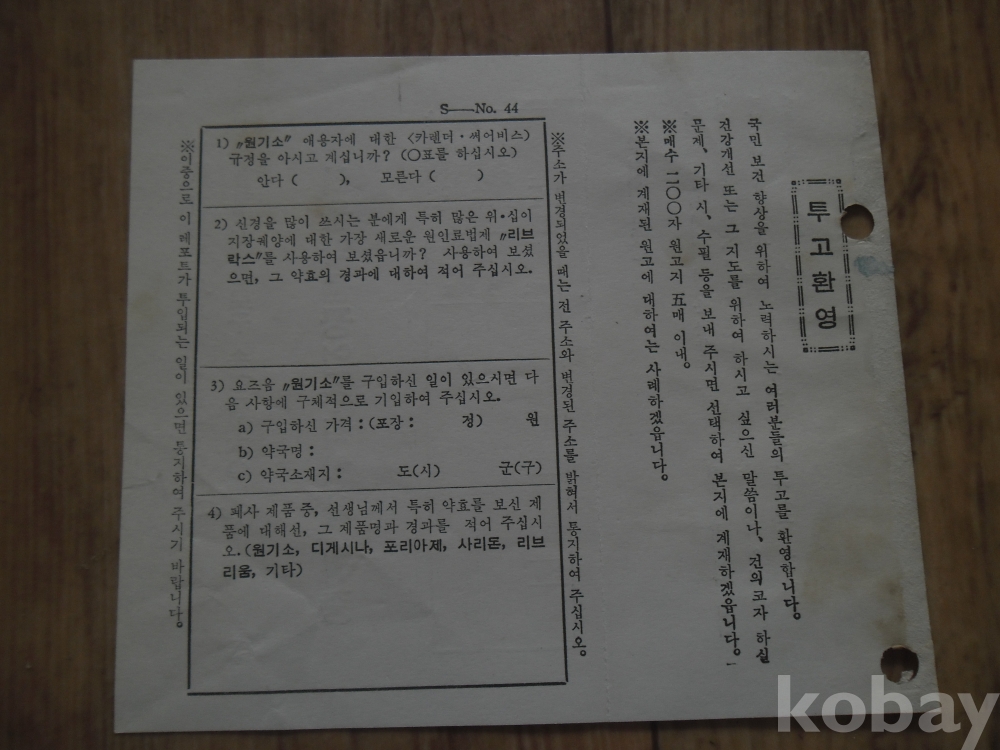 S——No. 44
1) „원기소" 애용자에 대한 〈카랜더·써어비스〉
규정을 아시고 계십니까? (○표를 하십시오)
안다 ( ), 모른다 ( )
2) 신경을 많이 쓰시는 분에게 특히 많은 위·십이
지장궤양에 대한 가장 새로운 원인료법제 „리브
락스"를 사용하여 보셨읍니까? 사용하여 보셨
으면, 그 약효의 경과에 대하여 적어 주십시오.
3) 요즈음 „원기소"를 구입하신 일이 있으시면 다
음 사항에 구체적으로 기입하여 주십시오.
a) 구입하신 가격 : (포장 : 정) 원
b) 약국명 :
c) 약국소재지 : 도(시) 군(구)
4) 폐사 제품 중, 선생님께서 특히 약효를 보신 제
품에 대해선, 그 제품명과 경과를 적어 주십시
오. (원기소, 디게시나, 포리아제, 사리돈, 리브
리움, 기타)
※이중으로 이 레포트가 투입되는 일이 있으면 통지하여 주시기 바랍니다.
※주소가 변경되었을 때는 전 주소와 변경된 주소를 밝혀서 통지하여 주십시오.
투고환영
국민 보건 향상을 위하여 노력하시는 여러분들의 투고를 환영합니다.
건강개선 또는 그 지도를 위하여 하시고 싶으신 말씀이나, 건의코자 하실
문제, 기타 시, 수필 등을 보내 주시면 선택하여 본지에 게재하겠읍니다.
※매수 二〇〇자 원고지 五매 이내。
※본지에 게재된 원고에 대하여는 사례하겠읍니다。
kobay